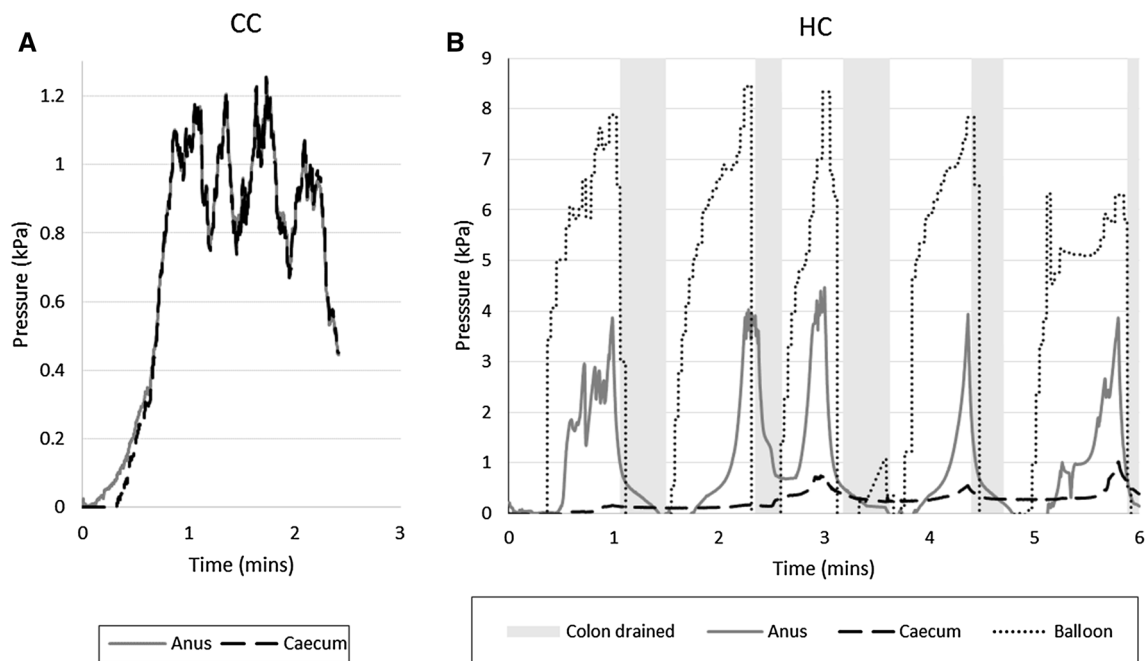 A
CC
Pressure (kPa)
1.2
1
0.8
0.6
0.4
0.2
0
0 1 2 3
Time (mins)
Anus Caecum
B
HC
Presssure (kPa)
9
8
7
6
5
4
3
2
1
0
0 1 2 3 4 5 6
Time (mins)
Colon drained Anus Caecum Balloon